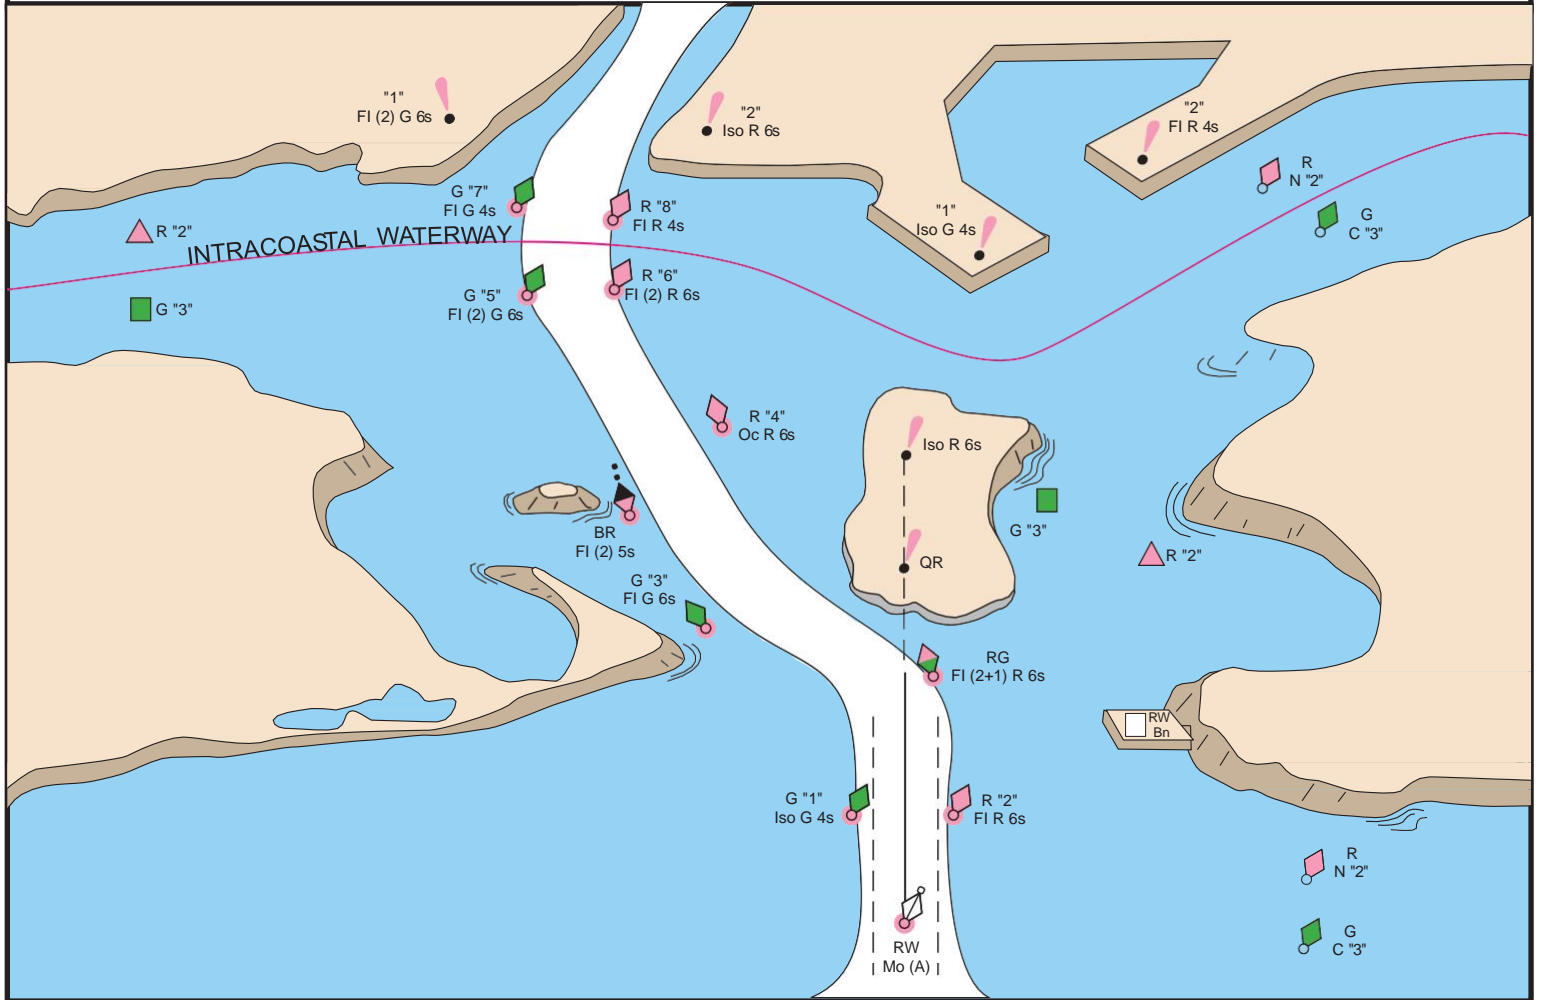 "1"
Fl (2) G 6s
"2"
Iso R 6s
"2"
Fl R 4s
R
N "2"
G
C "3"
"1"
Iso G 4s
G "7"
Fl G 4s
R "8"
Fl R 4s
R "2"
INTRACOASTAL WATERWAY
G "3"
G "5"
Fl (2) G 6s
R "6"
Fl (2) R 6s
R "4"
Oc R 6s
Iso R 6s
G "3"
BR
Fl (2) 5s
QR
R "2"
G "3"
Fl G 6s
RG
Fl (2+1) R 6s
RW
Bn
G "1"
Iso G 4s
R "2"
Fl R 6s
R
N "2"
G
C "3"
RW
Mo (A)